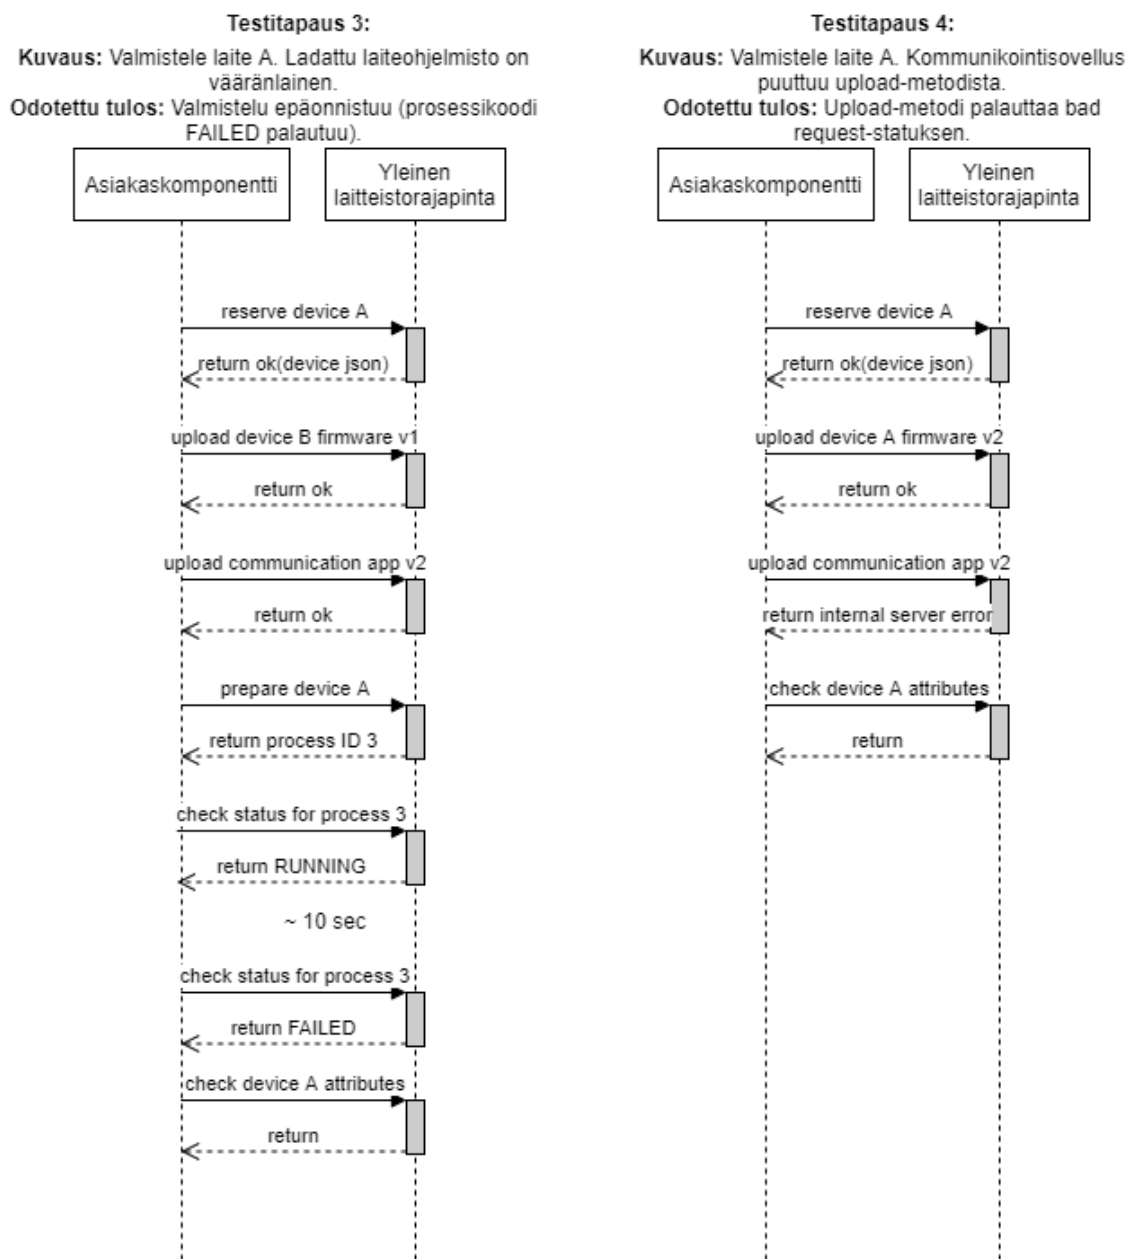 Testitapaus 3:
Kuvaus: Valmistele laite A. Ladattu laiteohjelmisto on
vääränlainen.
Odotettu tulos: Valmistelu epäonnistuu (prosessikoodi
FAILED palautuu).
Asiakaskomponentti
Yleinen
laitteistorajapinta
reserve device A
return ok(device json)
upload device B firmware v1
return ok
upload communication app v2
return ok
prepare device A
return process ID 3
check status for process 3
return RUNNING
~ 10 sec
check status for process 3
return FAILED
check device A attributes
return
Testitapaus 4:
Kuvaus: Valmistele laite A. Kommunikointisovellus
puuttuu upload-metodista.
Odotettu tulos: Upload-metodi palauttaa bad
request-statuksen.
Asiakaskomponentti
Yleinen
laitteistorajapinta
reserve device A
return ok(device json)
upload device A firmware v2
return ok
upload communication app v2
return internal server error
check device A attributes
return